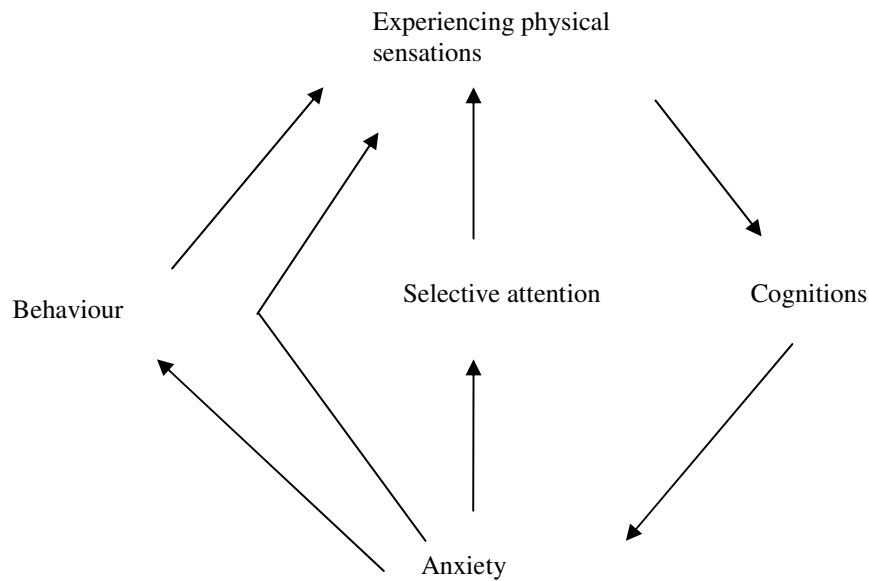 Experiencing physical
sensations
Behaviour
Selective attention
Cognitions
Anxiety